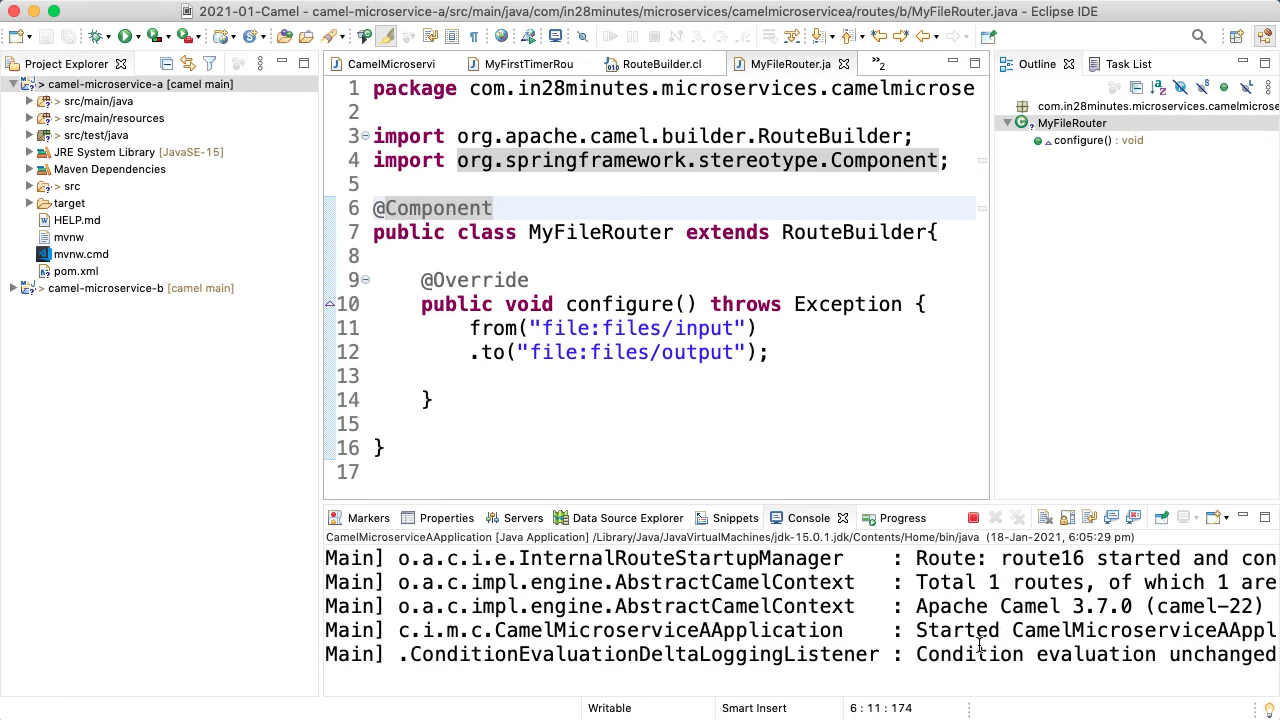 2021-01-Camel - camel-microservice-a/src/main/java/com/in28minutes/microservices/camelmicroservicea/routes/b/MyFileRouter.java - Eclipse IDE
Project Explorer
CamelMicroservi
MyFirstTimerRou
RouteBuilder.cl
MyFileRouter.ja
»2
Outline
Task List
> camel-microservice-a [camel main]
> src/main/java
> src/main/resources
> src/test/java
JRE System Library [JavaSE-15]
Maven Dependencies
> src
target
HELP.md
mvnw
mvnw.cmd
pom.xml
> camel-microservice-b [camel main]
1 package com.in28minutes.microservices.camelmicrose
2
3 import org.apache.camel.builder.RouteBuilder;
4 import org.springframework.stereotype.Component;
5
6 @Component
7 public class MyFileRouter extends RouteBuilder{
8
9 @Override
10 public void configure() throws Exception {
11 from("file:files/input")
12 .to("file:files/output");
13
14 }
15
16 }
17
com.in28minutes.microservices.camelmicros
MyFileRouter
configure() : void
Markers
Properties
Servers
Data Source Explorer
Snippets
Console
Progress
CamelMicroserviceAApplication [Java Application] /Library/Java/JavaVirtualMachines/jdk-15.0.1.jdk/Contents/Home/bin/java (18-Jan-2021, 6:05:29 pm)
Main] o.a.c.i.e.InternalRouteStartupManager : Route: route16 started and con
Main] o.a.c.impl.engine.AbstractCamelContext : Total 1 routes, of which 1 are
Main] o.a.c.impl.engine.AbstractCamelContext : Apache Camel 3.7.0 (camel-22)
Main] c.i.m.c.CamelMicroserviceAApplication : Started CamelMicroserviceAAppl
Main] .ConditionEvaluationDeltaLoggingListener : Condition evaluation unchanged
Writable
Smart Insert
6 : 11 : 174